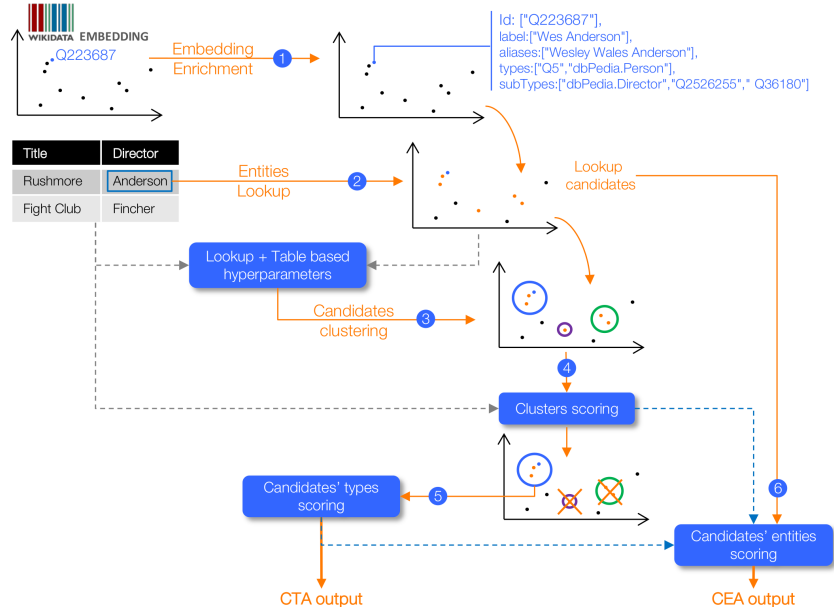 WIKIDATA EMBEDDING
Q223687
Embedding
Enrichment
1
Id: ["Q223687"],
label:["Wes Anderson"],
aliases:["Wesley Wales Anderson"],
types:["Q5","dbPedia.Person"],
subTypes:["dbPedia.Director","Q2526255"," Q36180"]
Title Director
Rushmore Anderson
Fight Club Fincher
Entities
Lookup
2
Lookup
candidates
Lookup + Table based
hyperparameters
Candidates
clustering
3
4
Clusters scoring
Candidates' types
scoring
5
6
Candidates' entities
scoring
CTA output
CEA output